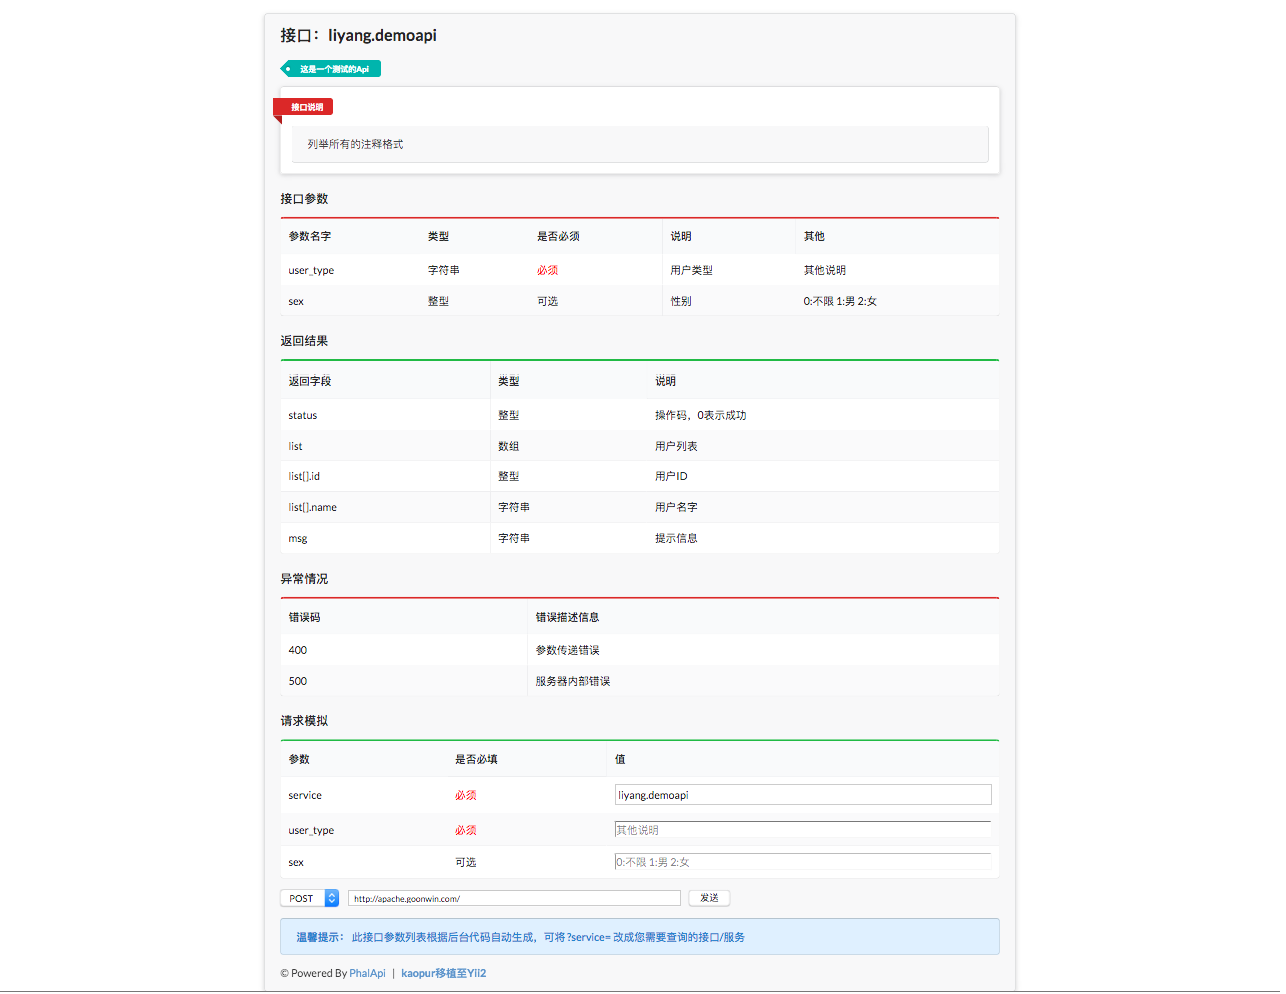 接口：liyang.demoapi
这是一个测试的Api
接口说明
列举所有的注释格式
接口参数
参数名字 类型 是否必须 说明 其他
user_type 字符串 必须 用户类型 其他说明
sex 整型 可选 性别 0:不限 1:男 2:女
返回结果
返回字段 类型 说明
status 整型 操作码，0表示成功
list 数组 用户列表
list[].id 整型 用户ID
list[].name 字符串 用户名字
msg 字符串 提示信息
异常情况
错误码 错误描述信息
400 参数传递错误
500 服务器内部错误
请求模拟
参数 是否必填 值
service 必须 liyang.demoapi
user_type 必须 其他说明
sex 可选 0:不限 1:男 2:女
POST http://apache.goonwin.com/ 发送
温馨提示： 此接口参数列表根据后台代码自动生成，可将 ?service= 改成您需要查询的接口/服务
© Powered By PhalApi | kaopur移植至Yii2